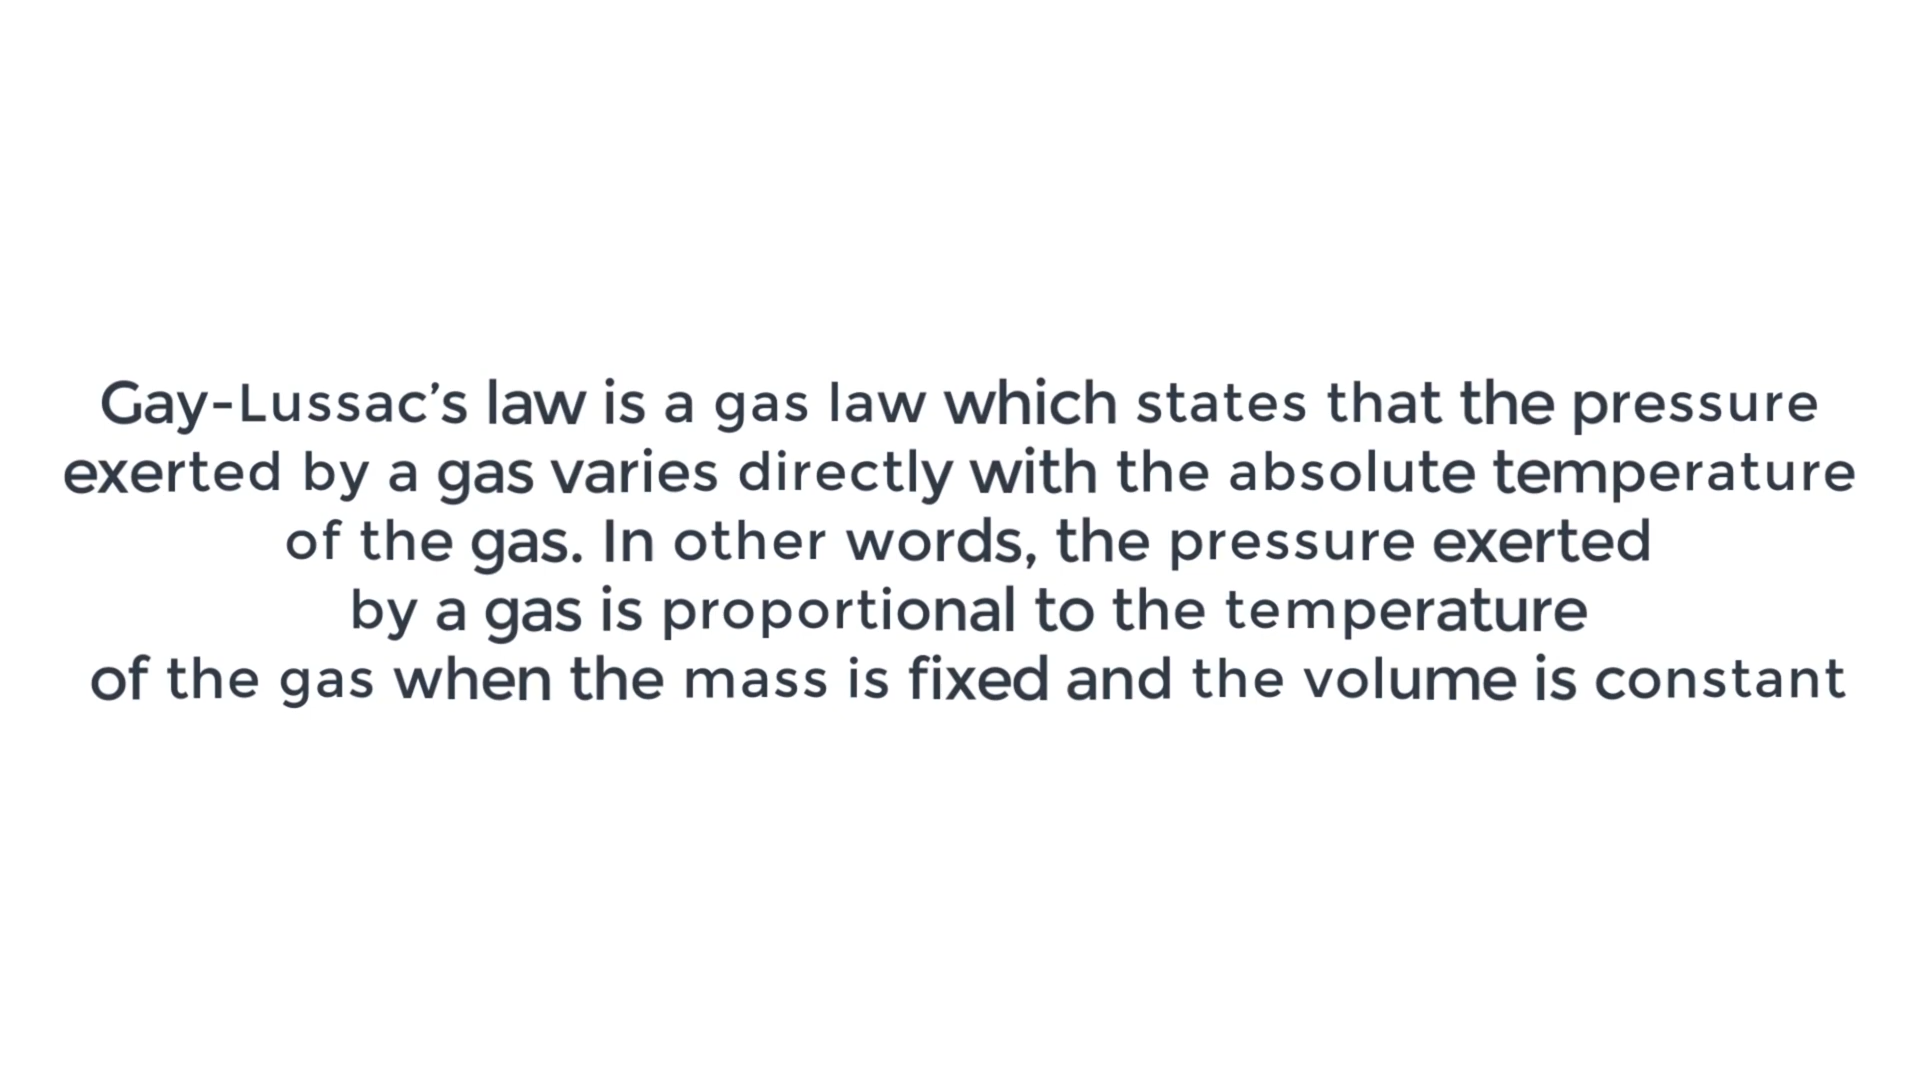 Gay-Lussac’s law is a gas law which states that the pressure
exerted by a gas varies directly with the absolute temperature
of the gas. In other words, the pressure exerted
by a gas is proportional to the temperature
of the gas when the mass is fixed and the volume is constant